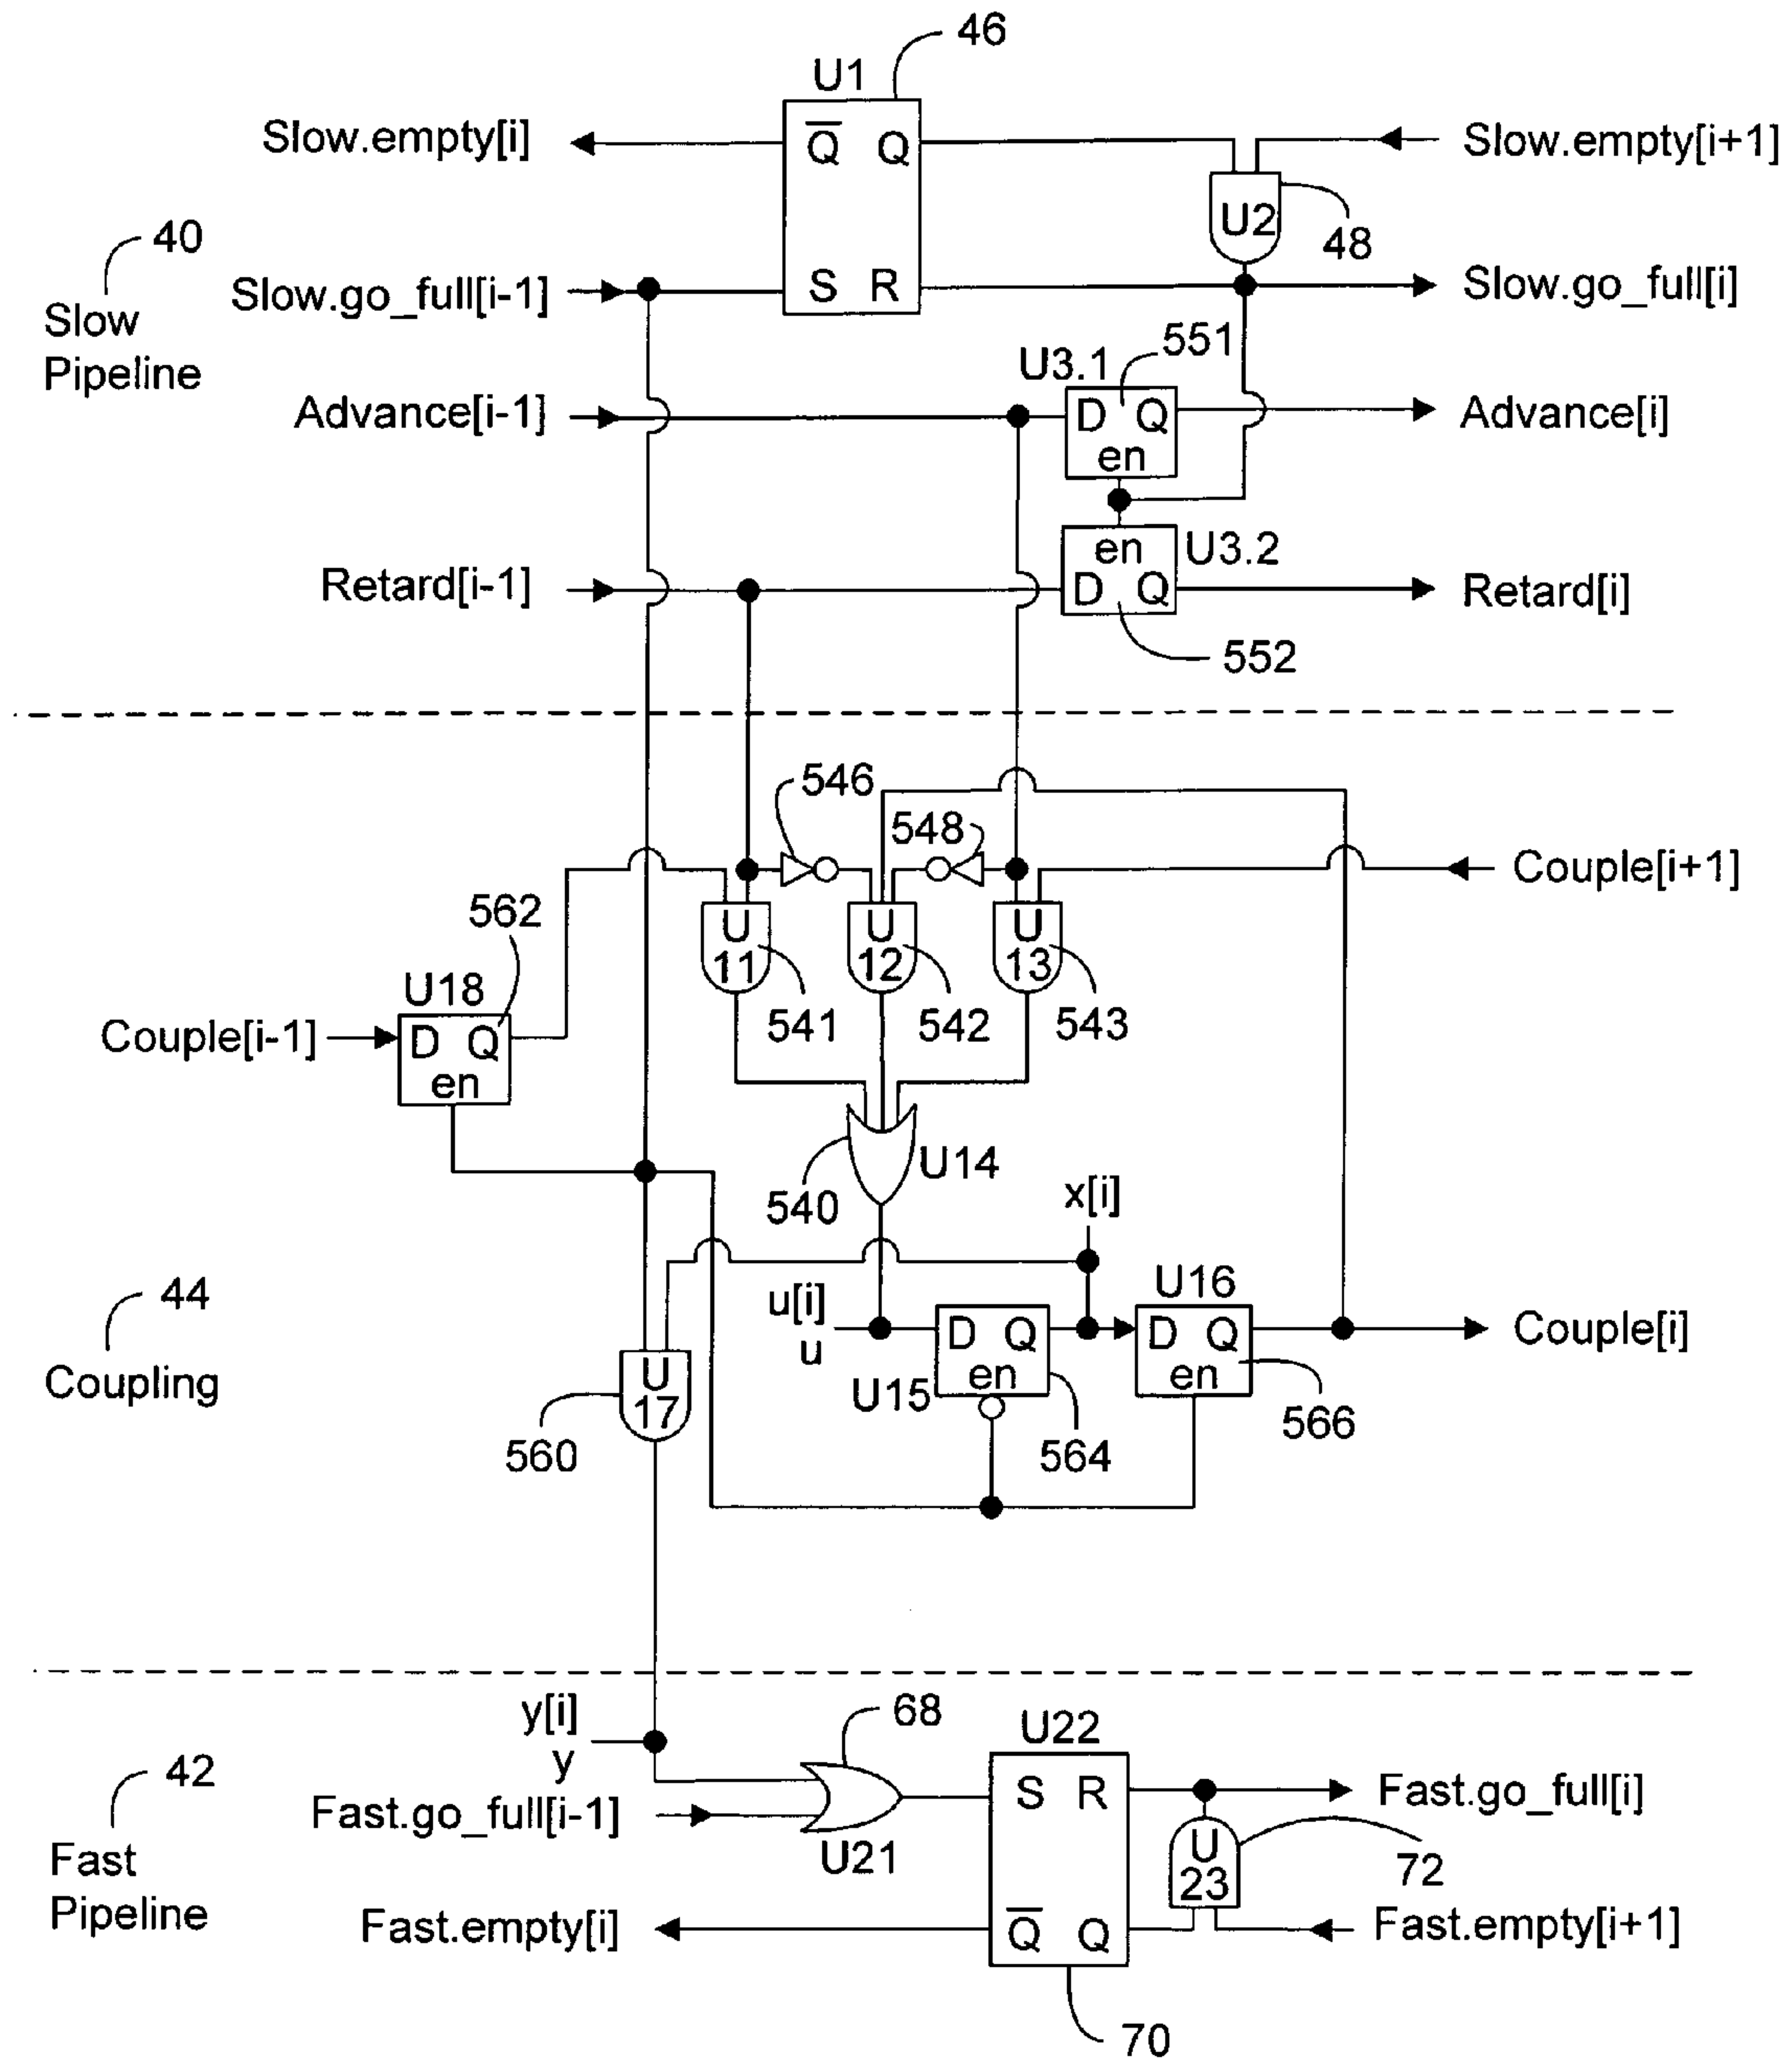 46
U1
Slow.empty[i]
Q Q
Slow.empty[i+1]
U2
48
40
Slow
Pipeline
Slow.go_full[i-1]
S R
Slow.go_full[i]
551
U3.1
Advance[i-1]
D Q
en
Advance[i]
en
U3.2
Retard[i-1]
D Q
Retard[i]
552
546
548
Couple[i+1]
562
U
11
U
12
U
13
U18
541
542
543
Couple[i-1]
D Q
en
U14
540
x[i]
U16
44
Coupling
u[i]
u
D Q
en
D Q
en
Couple[i]
U15
U
17
560
564
566
y[i]
y
68
U22
42
Fast
Pipeline
S R
Fast.go_full[i]
Fast.go_full[i-1]
U21
U
23
72
Fast.empty[i]
Q Q
Fast.empty[i+1]
70